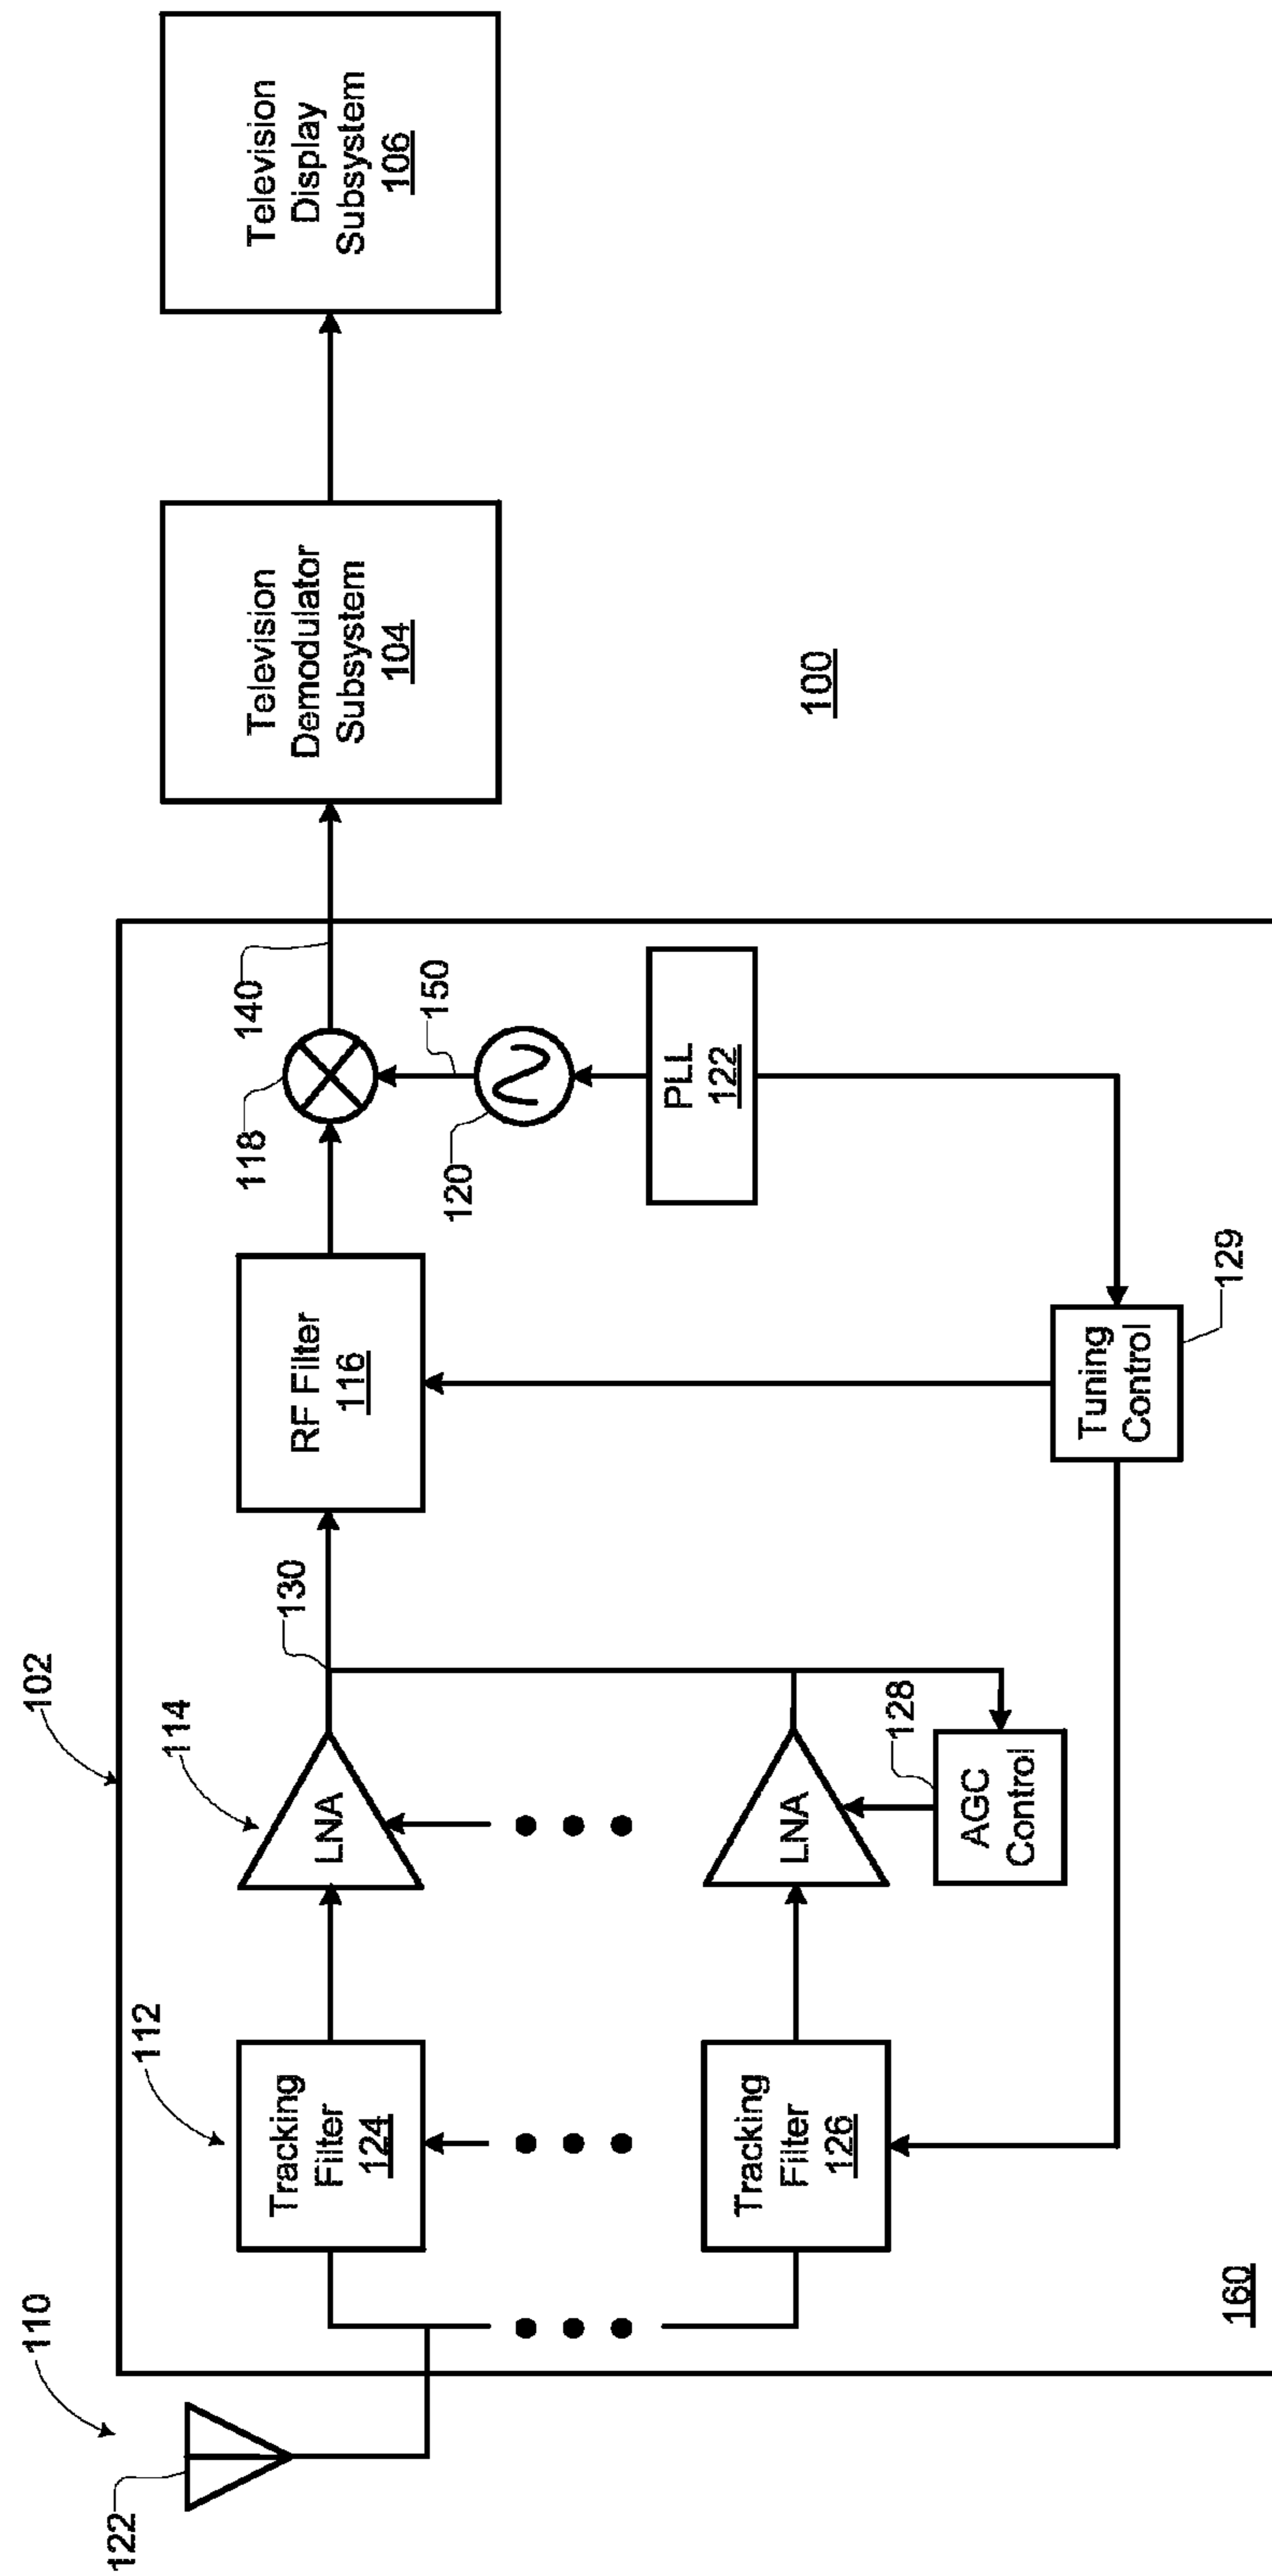 110
122
102
112
114
130
118
140
Tracking
Filter
124
LNA
RF Filter
116
Television
Demodulator
Subsystem
104
Television
Display
Subsystem
106
150
120
PLL
122
100
Tracking
Filter
126
LNA
128
AGC
Control
Tuning
Control
129
160